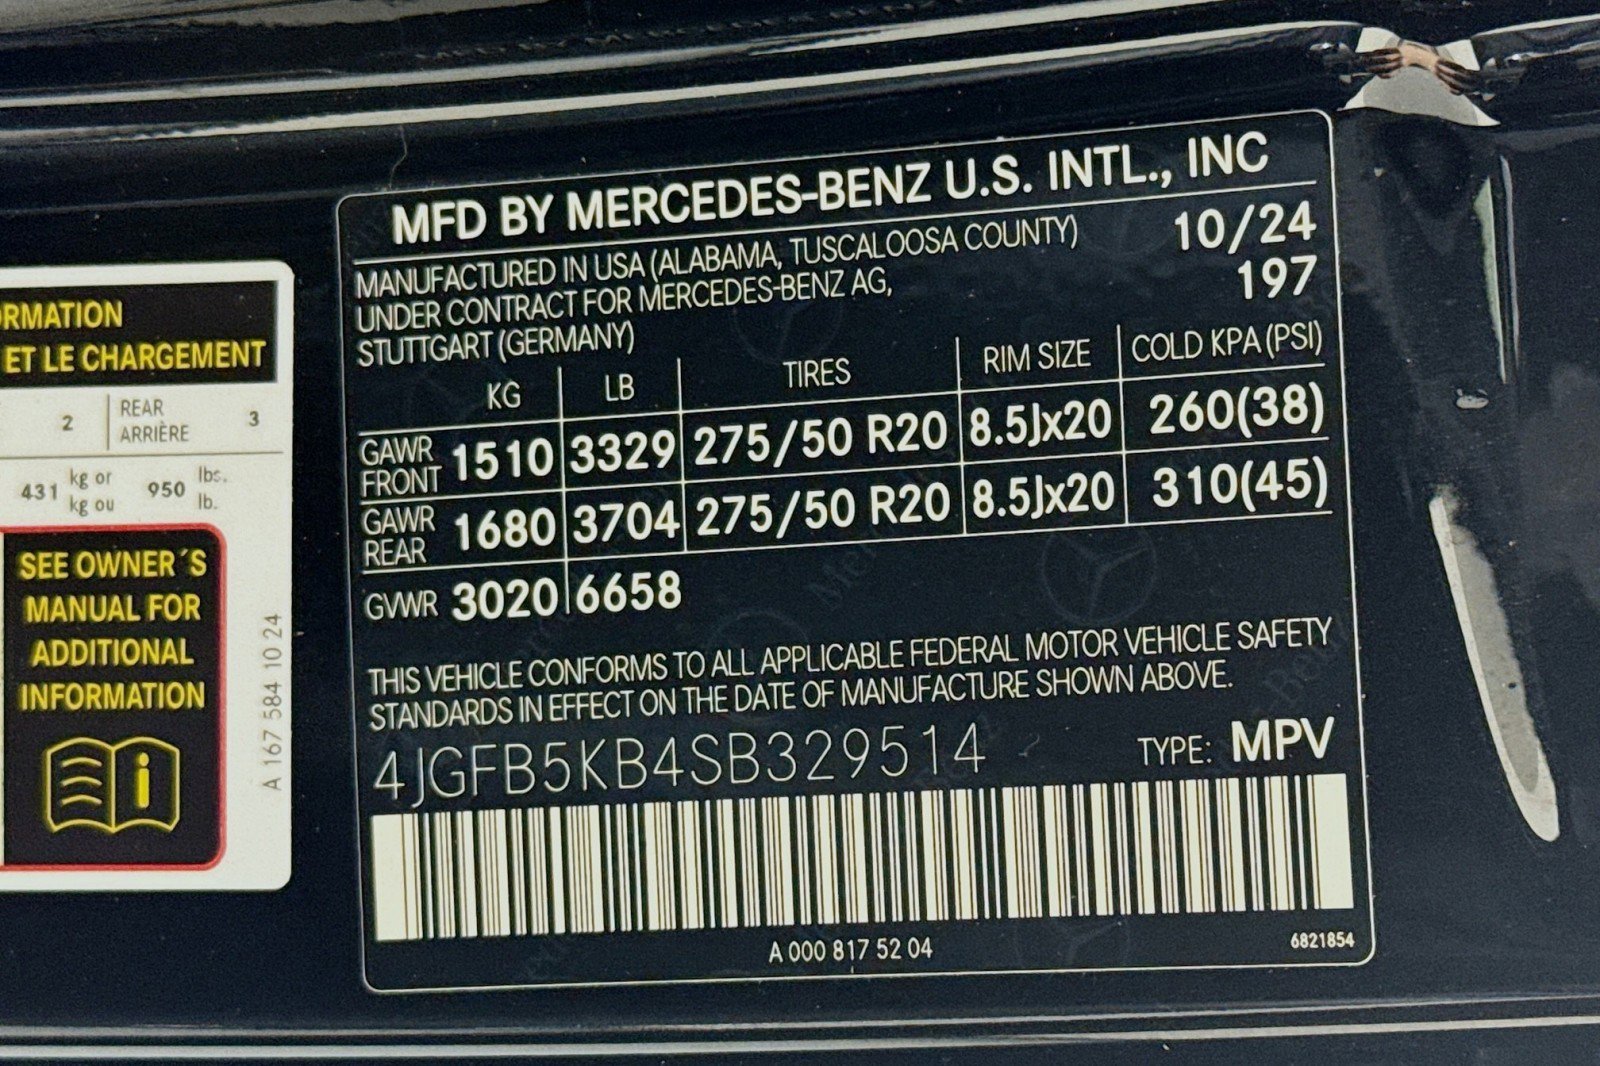 RMATION
ET LE CHARGEMENT
2
REAR
ARRIÈRE
3
431 kg or
kg ou
950 lbs.
lb.
SEE OWNER´S
MANUAL FOR
ADDITIONAL
INFORMATION
i
A 167 584 10 24
MFD BY MERCEDES-BENZ U.S. INTL., INC
MANUFACTURED IN USA (ALABAMA, TUSCALOOSA COUNTY) 10/24
UNDER CONTRACT FOR MERCEDES-BENZ AG, 197
STUTTGART (GERMANY)
KG LB TIRES RIM SIZE COLD KPA (PSI)
GAWR
FRONT 1510 3329 275/50 R20 8.5Jx20 260(38)
GAWR
REAR 1680 3704 275/50 R20 8.5Jx20 310(45)
GVWR 3020 6658
THIS VEHICLE CONFORMS TO ALL APPLICABLE FEDERAL MOTOR VEHICLE SAFETY
STANDARDS IN EFFECT ON THE DATE OF MANUFACTURE SHOWN ABOVE.
4JGFB5KB4SB329514 TYPE: MPV
A 000 817 52 04
6821854